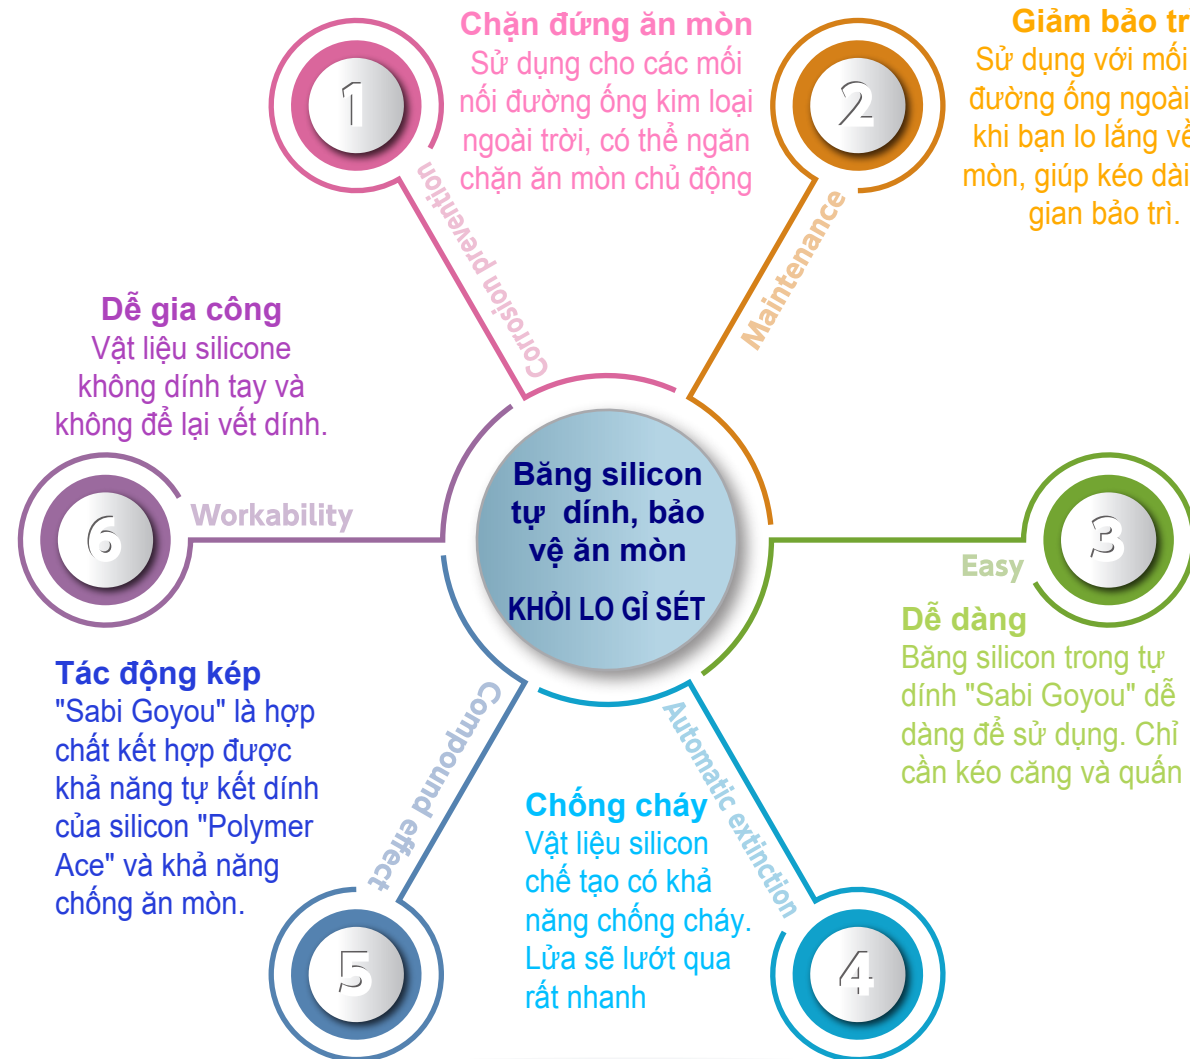 1
Chặn đứng ăn mòn
Sử dụng cho các mối
nối đường ống kim loại
ngoài trời, có thể ngăn
chặn ăn mòn chủ động
Corrosion prevention
2
Giảm bảo tr
Sử dụng với mối
đường ống ngoài
khi bạn lo lắng về
mòn, giúp kéo dài
gian bảo trì.
Maintenance
Dễ gia công
Vật liệu silicone
không dính tay và
không để lại vết dính.
6
Workability
Băng silicon
tự dính, bảo
vệ ăn mòn
KHỎI LO GỈ SÉT
3
Easy
Dễ dàng
Băng silicon trong tự
dính "Sabi Goyou" dễ
dàng để sử dụng. Chỉ
cần kéo căng và quấn
Tác động kép
"Sabi Goyou" là hợp
chất kết hợp được
khả năng tự kết dính
của silicon "Polymer
Ace" và khả năng
chống ăn mòn.
Compound effect
5
Chống cháy
Vật liệu silicon
chế tạo có khả
năng chống cháy.
Lửa sẽ lướt qua
rất nhanh
Automatic extinction
4